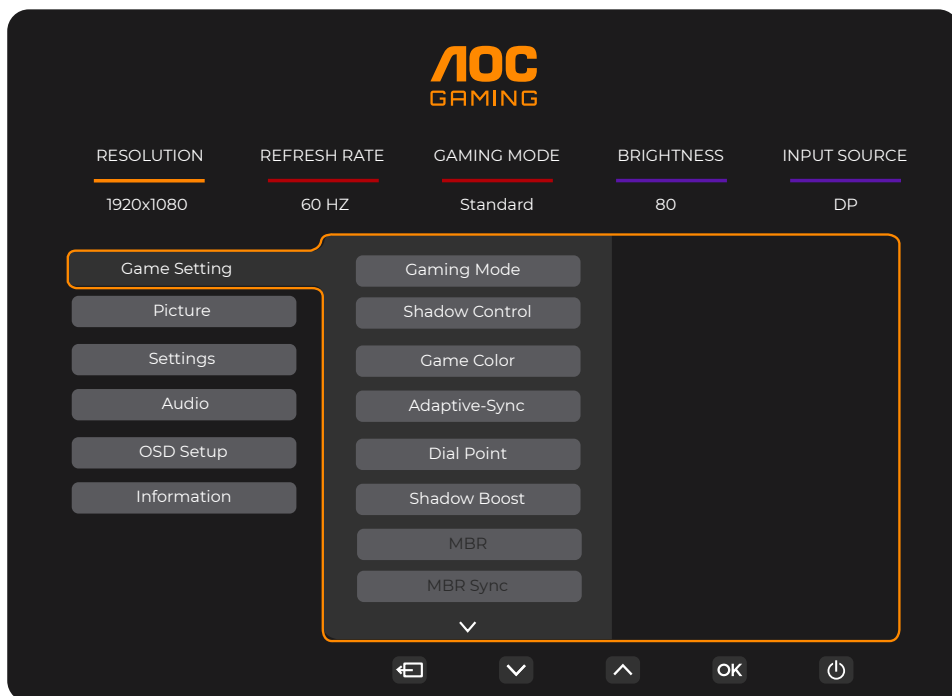 AOC
GAMING
RESOLUTION REFRESH RATE GAMING MODE BRIGHTNESS INPUT SOURCE
1920x1080 60 HZ Standard 80 DP
Game Setting
Picture
Settings
Audio
OSD Setup
Information
Gaming Mode
Shadow Control
Game Color
Adaptive-Sync
Dial Point
Shadow Boost
MBR
MBR Sync
OK